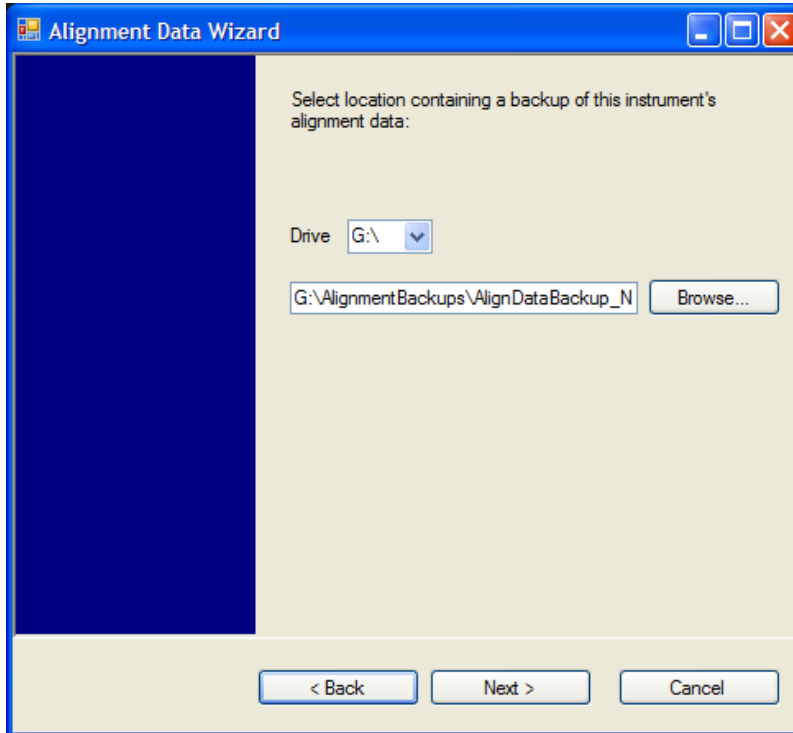 Alignment Data Wizard
Select location containing a backup of this instrument's
alignment data:
Drive G:\
G:\AlignmentBackups\AlignDataBackup_N Browse...
< Back Next > Cancel